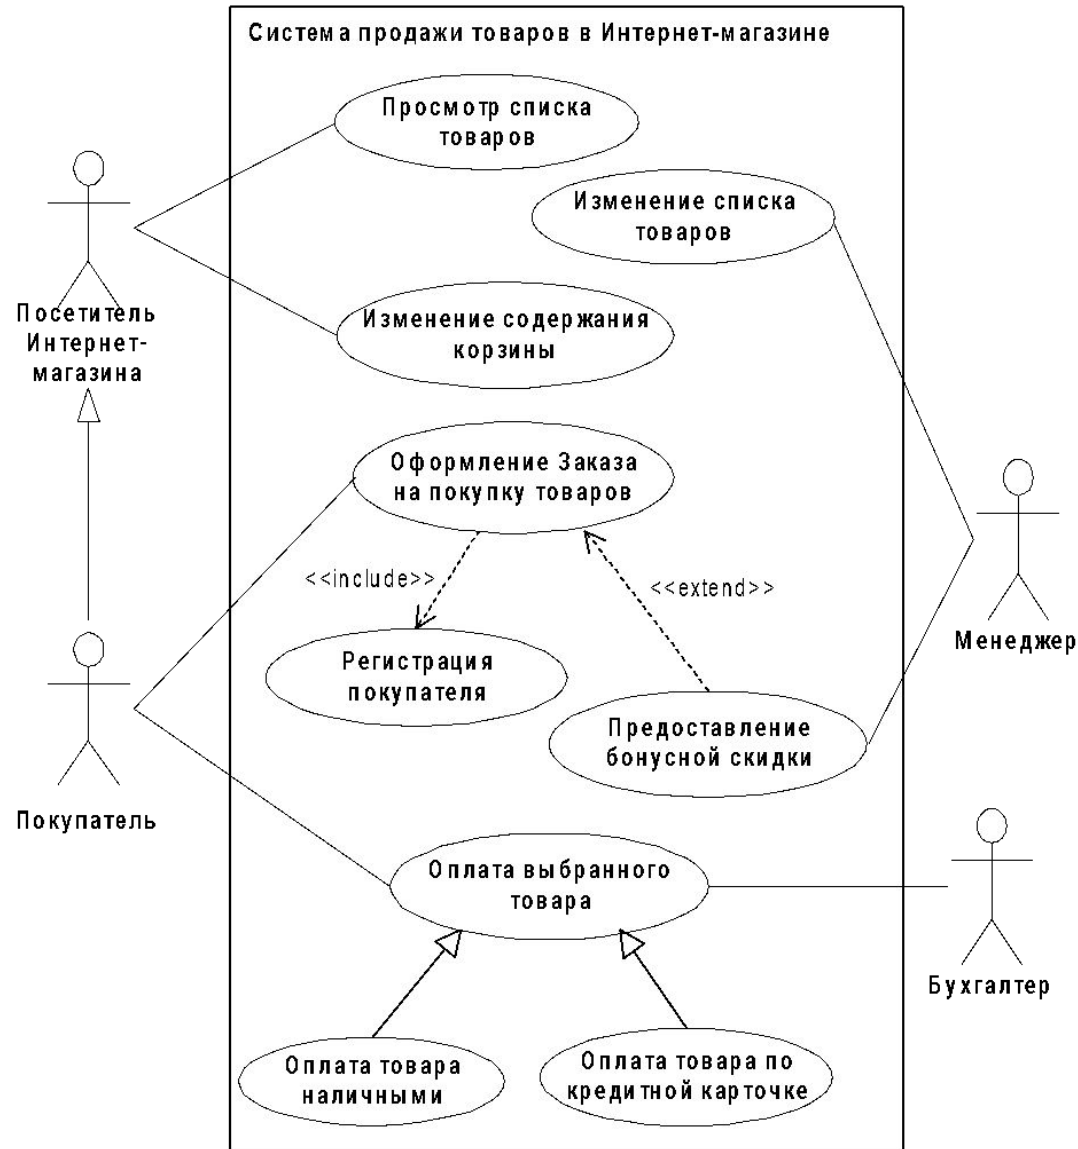 Система продажи товаров в Интернет-магазине
Просмотр списка
товаров
Изменение списка
товаров
Посетитель
Интернет-
магазина
Изменение содержания
корзины
Оформление Заказа
на покупку товаров
<<include>>
<<extend>>
Менеджер
Регистрация
покупателя
Предоставление
бонусной скидки
Покупатель
Оплата выбранного
товара
Бухгалтер
Оплата товара
наличными
Оплата товара по
кредитной карточке